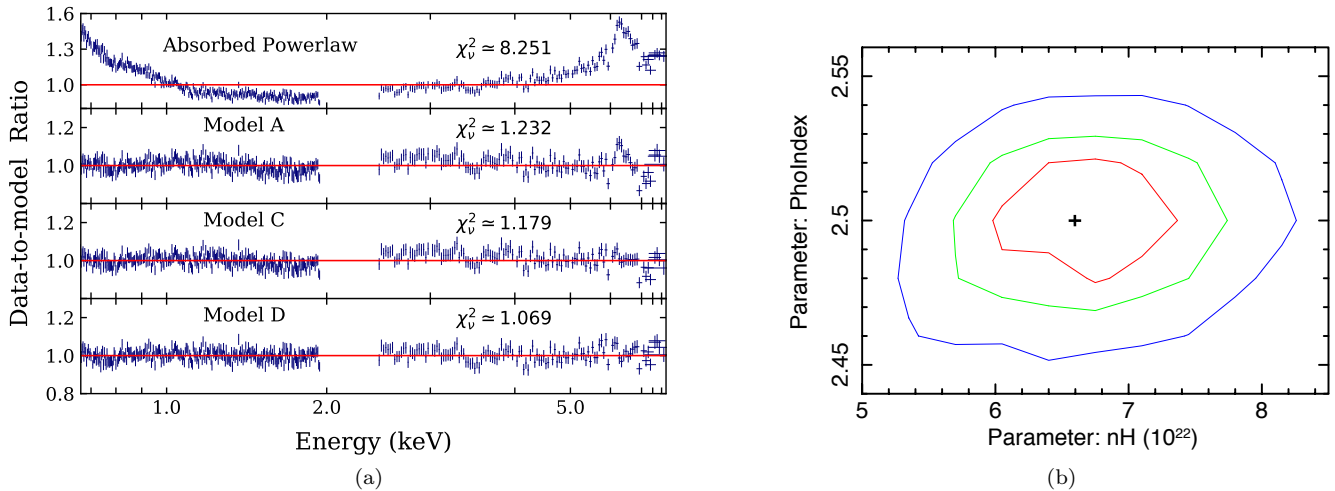 1.6
1.3
1.0
Absorbed Powerlaw
χ²ν ≃ 8.251
1.2
1.0
Model A
χ²ν ≃ 1.232
1.2
1.0
Model C
χ²ν ≃ 1.179
1.2
1.0
0.8
Model D
χ²ν ≃ 1.069
Data-to-model Ratio
1.0 2.0 5.0
Energy (keV)
(a)
2.55
2.5
2.45
Parameter: PhoIndex
5 6 7 8
Parameter: nH (10²²)
(b)